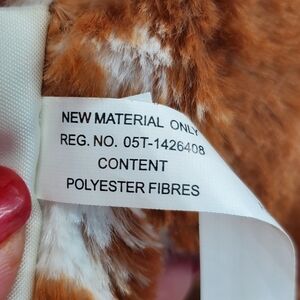 NEW MATERIAL ONLY
REG. NO. 05T-1426408
CONTENT
POLYESTER FIBRES